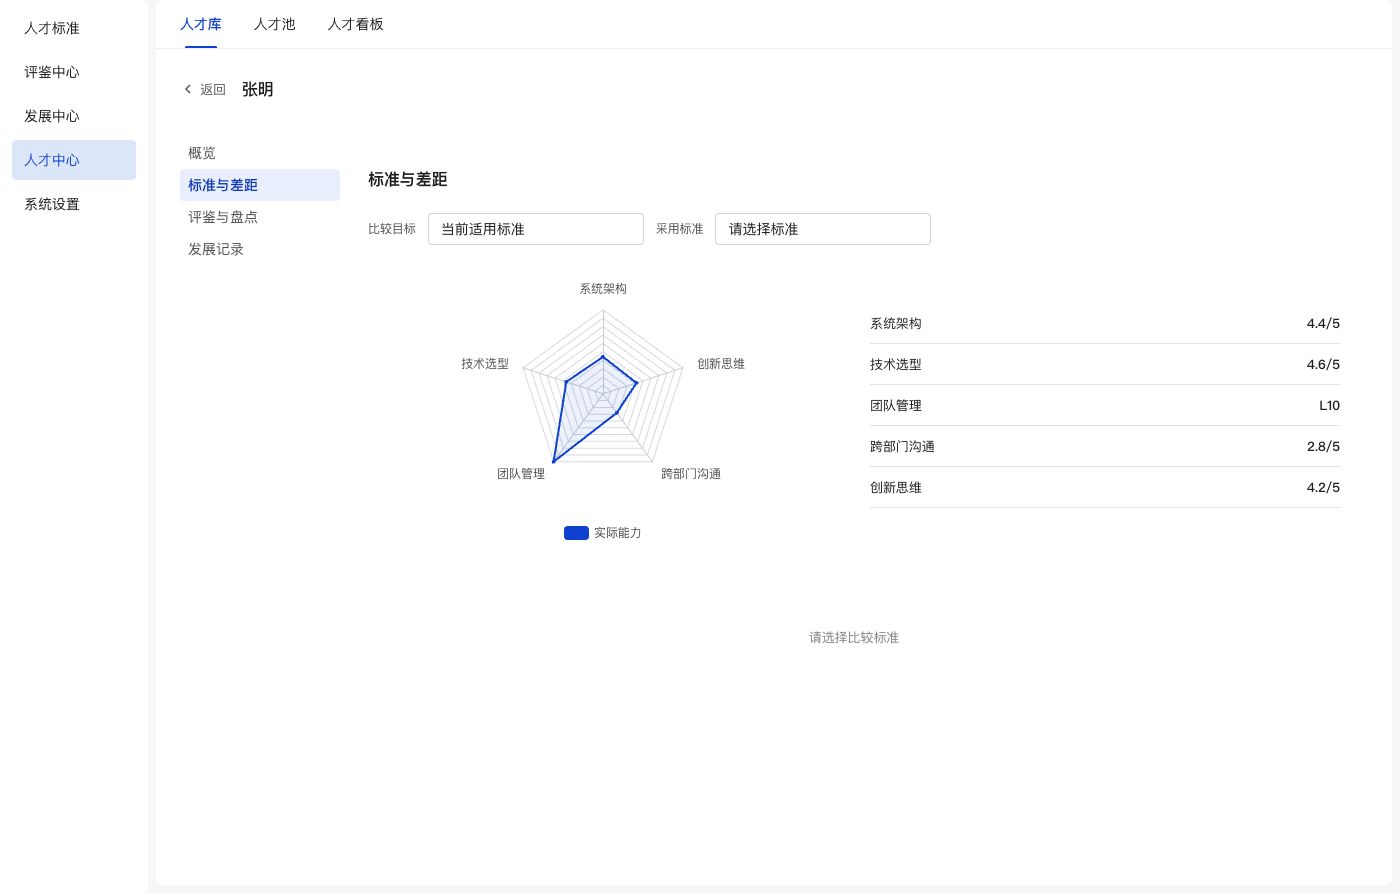 人才标准
评鉴中心
发展中心
人才中心
系统设置
人才库 人才池 人才看板
返回 张明
概览
标准与差距
评鉴与盘点
发展记录
标准与差距
比较目标 当前适用标准 采用标准 请选择标准
系统架构
技术选型
创新思维
团队管理
跨部门沟通
实际能力
系统架构 4.4/5
技术选型 4.6/5
团队管理 L10
跨部门沟通 2.8/5
创新思维 4.2/5
请选择比较标准